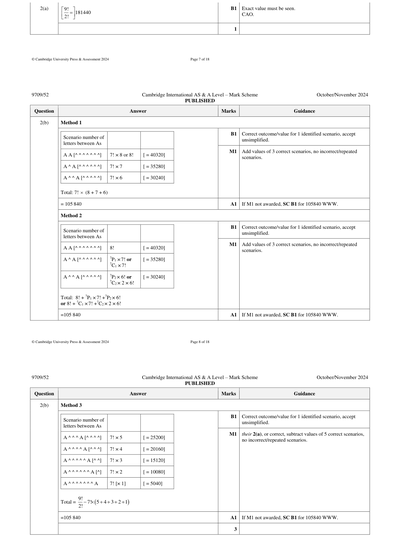 2(a) [9!/2! =] 181440 B1 Exact value must be seen.
CAO.
1
© Cambridge University Press & Assessment 2024 Page 7 of 18
9709/52 Cambridge International AS & A Level – Mark Scheme October/November 2024
PUBLISHED
Question Answer Marks Guidance
2(b) Method 1
Scenario number of
letters between As
B1 Correct outcome/value for 1 identified scenario, accept
unsimplified.
A A [^ ^ ^ ^ ^ ^ ^] 7! × 8 or 8! [= 40320]
M1 Add values of 3 correct scenarios, no incorrect/repeated
scenarios.
A ^ A [^ ^ ^ ^ ^ ^] 7! × 7 [= 35280]
A ^ ^ A [^ ^ ^ ^ ^] 7! × 6 [= 30240]
Total: 7! × (8 + 7 + 6)
= 105 840 A1 If M1 not awarded, SC B1 for 105840 WWW.
Method 2
Scenario number of
letters between As
B1 Correct outcome/value for 1 identified scenario, accept
unsimplified.
A A [^ ^ ^ ^ ^ ^ ^] 8! [= 40320]
M1 Add values of 3 correct scenarios, no incorrect/repeated
scenarios.
A ^ A [^ ^ ^ ^ ^ ^] ⁷P₁ × 7! or
⁷C₁ × 7! [= 35280]
A ^ ^ A [^ ^ ^ ^ ^] ⁷P₂ × 6! or
⁷C₂ × 2 × 6! [= 30240]
Total: 8! + ⁷P₁ × 7! + ⁷P₂ × 6!
or 8! + ⁷C₁ × 7! + ⁷C₂ × 2 × 6!
=105 840 A1 If M1 not awarded, SC B1 for 105840 WWW.
© Cambridge University Press & Assessment 2024 Page 8 of 18
9709/52 Cambridge International AS & A Level – Mark Scheme October/November 2024
PUBLISHED
Question Answer Marks Guidance
2(b) Method 3
Scenario number of
letters between As
B1 Correct outcome/value for 1 identified scenario, accept
unsimplified.
A ^ ^ ^ A [^ ^ ^ ^] 7! × 5 [= 25200]
M1 their 2(a), or correct, subtract values of 5 correct scenarios,
no incorrect/repeated scenarios.
A ^ ^ ^ ^ A [^ ^ ^] 7! × 4 [= 20160]
A ^ ^ ^ ^ ^ A [^ ^] 7! × 3 [= 15120]
A ^ ^ ^ ^ ^ ^ A [^] 7! × 2 [= 10080]
A ^ ^ ^ ^ ^ ^ ^ A 7! [× 1] [= 5040]
Total = 9!/2! − 7!×(5 + 4 + 3 + 2 + 1)
=105 840 A1 If M1 not awarded, SC B1 for 105840 WWW.
3